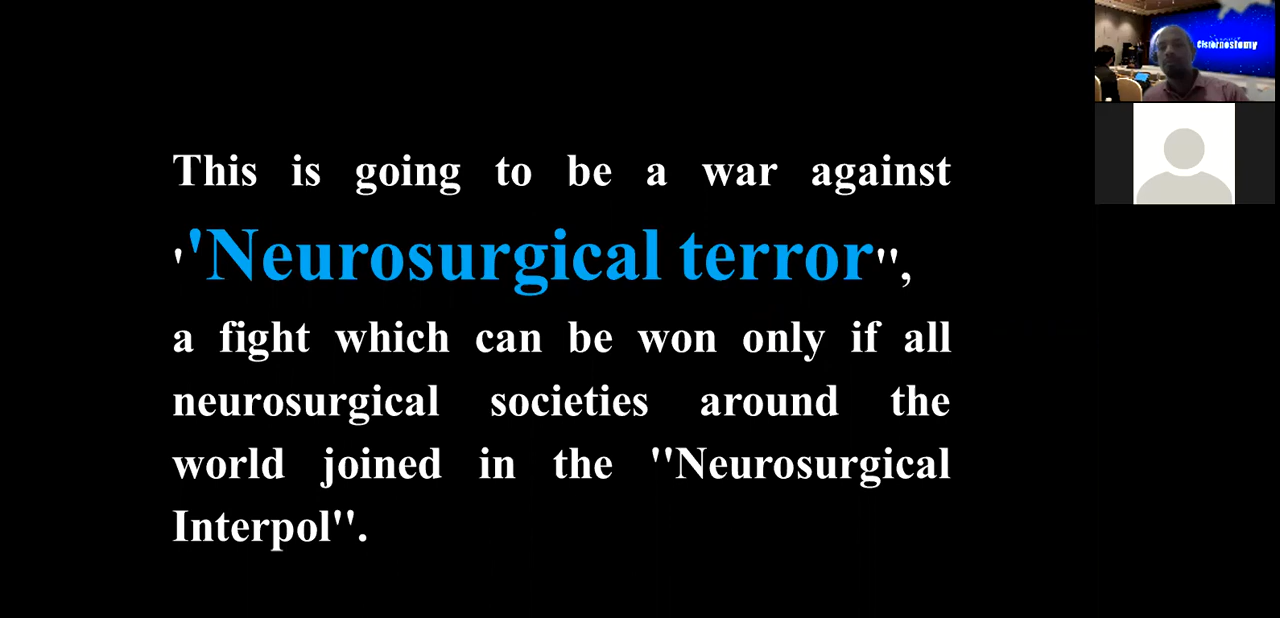 Cisternostomy
This is going to be a war against
''Neurosurgical terror'',
a fight which can be won only if all
neurosurgical societies around the
world joined in the ''Neurosurgical
Interpol''.